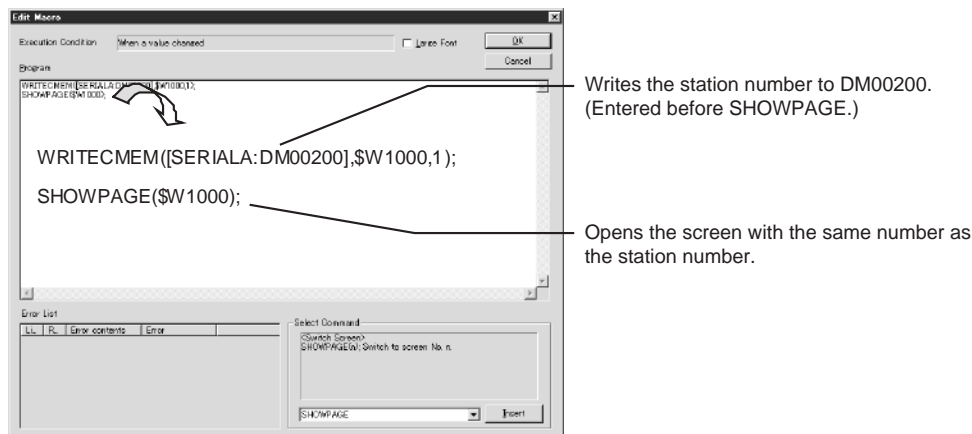 Edit Macro
Execution Condition When a value changed Large Font OK
Cancel
Program
WRITECMEM([SERIALA:DM00200],$W1000,1);
SHOWPAGE($W1000);
Writes the station number to DM00200.
(Entered before SHOWPAGE.)
WRITECMEM([SERIALA:DM00200],$W1000,1);
SHOWPAGE($W1000);
Opens the screen with the same number as
the station number.
Error List
Li.. R.. Error contents Error
Select Command
<Switch Screen>
SHOWPAGE(n); Switch to screen No. n.
SHOWPAGE Insert